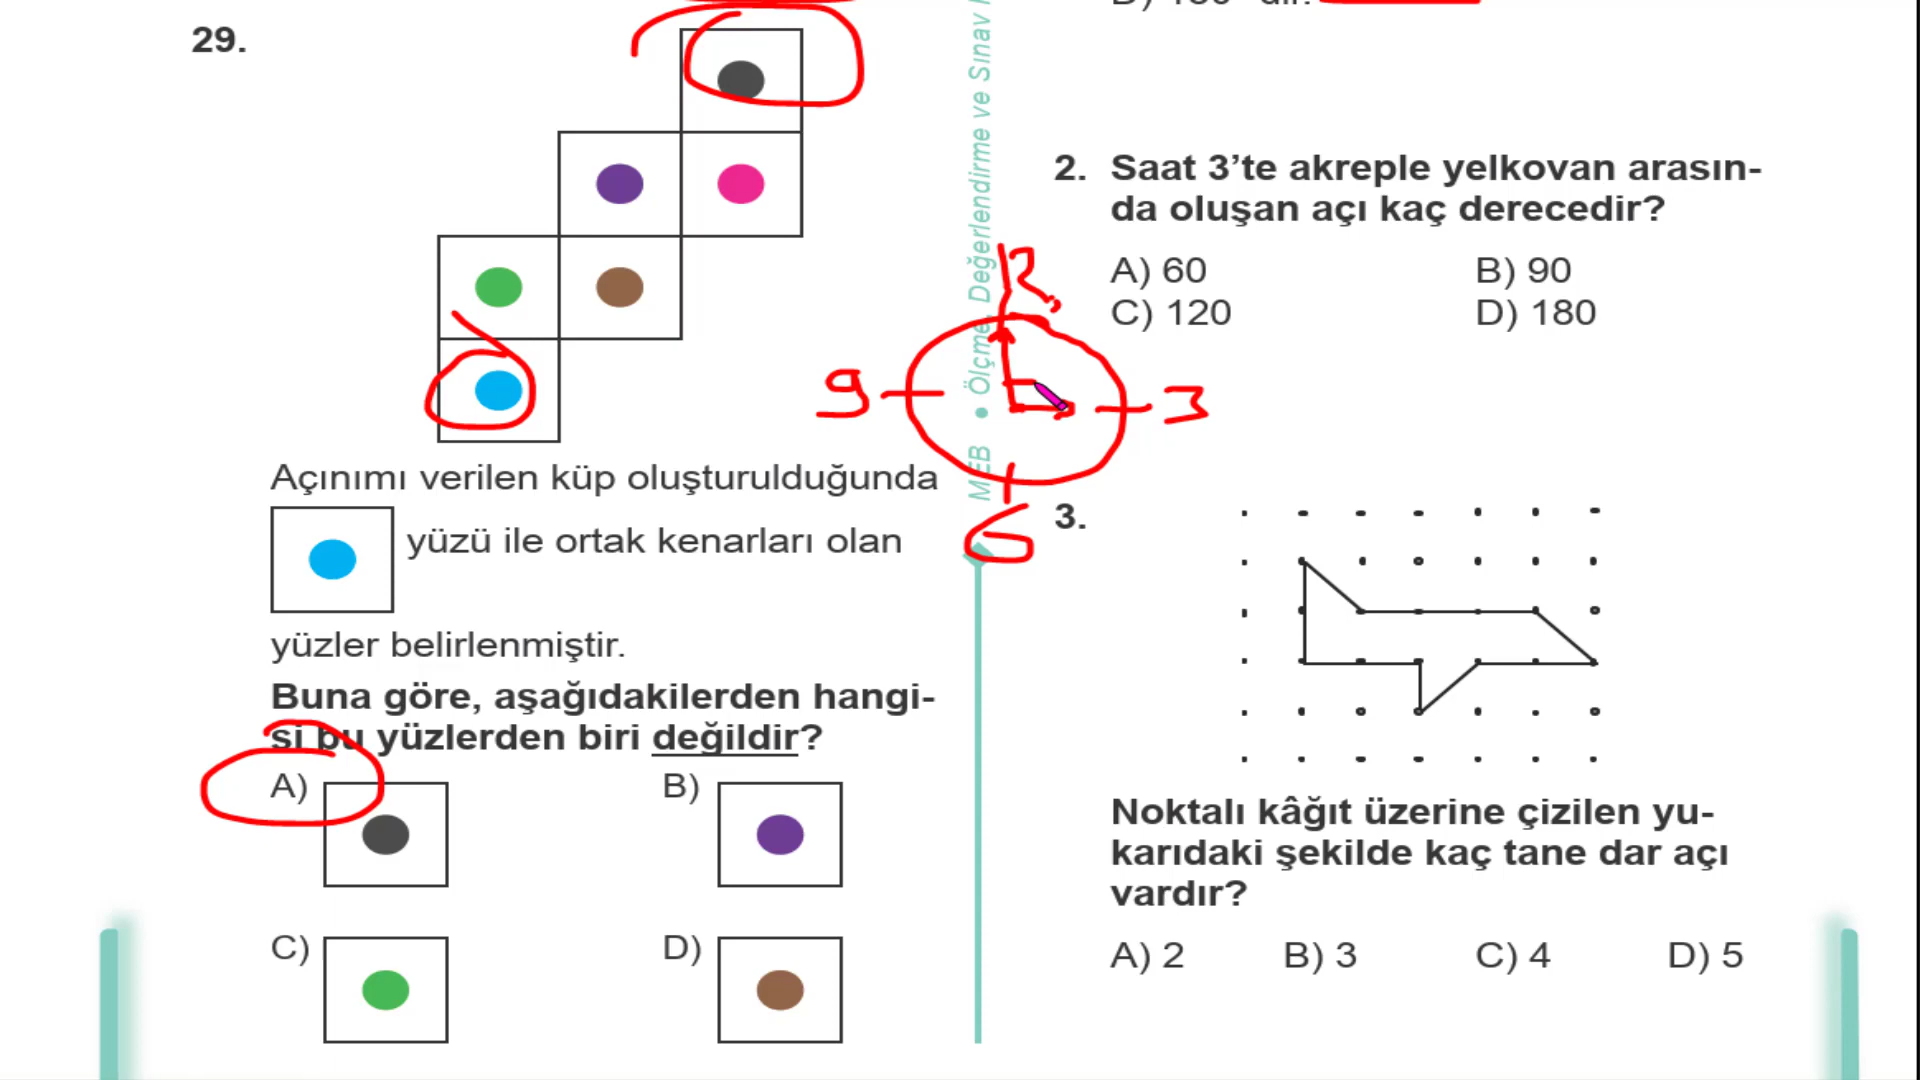 29.
Açınımı verilen küp oluşturulduğunda
yüzü ile ortak kenarları olan
yüzler belirlenmiştir.
Buna göre, aşağıdakilerden hangi-
si bu yüzlerden biri değildir?
A)
B)
C)
D)
MEB ● Ölçme, Değerlendirme ve Sınav
2. Saat 3’te akreple yelkovan arasın-
da oluşan açı kaç derecedir?
A) 60
B) 90
C) 120
D) 180
12
9
3
6
3.
Noktalı kâğıt üzerine çizilen yu-
karıdaki şekilde kaç tane dar açı
vardır?
A) 2
B) 3
C) 4
D) 5